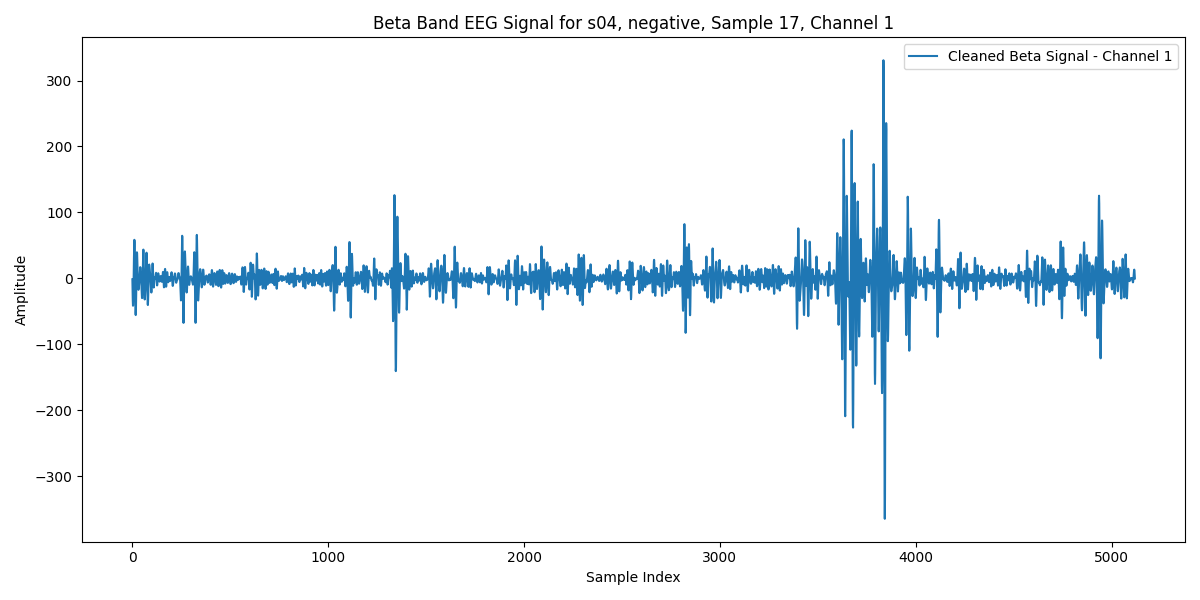 Beta Band EEG Signal for s04, negative, Sample 17, Channel 1
Cleaned Beta Signal - Channel 1
Amplitude
300
200
100
0
−100
−200
−300
0 1000 2000 3000 4000 5000
Sample Index